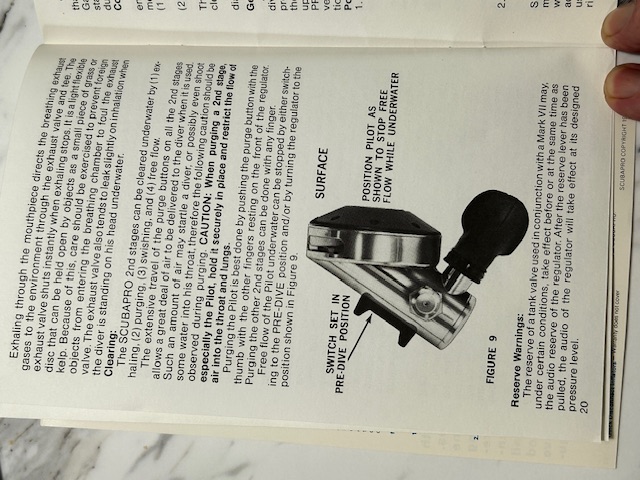 Exhaling through the mouthpiece directs the breathing exhaust
gases to the environment through the exhaust valve and tee. The
exhaust valve shuts instantly when exhaling stops. It is a light flexible
disc that can be held open by objects as a small piece of grass or
kelp. Because of this, care should be exercised to prevent foreign
objects from entering the breathing chamber to foul the exhaust
valve. The exhaust valve also tends to leak slightly on inhalation when
the diver is standing on his head underwater.
Clearing:
The SCUBAPRO 2nd stages can be cleared underwater by (1) ex-
haling, (2) purging, (3) swishing, and (4) free flow.
The extensive travel of the purge buttons on all the 2nd stages
allows a great deal of air to be delivered to the diver when it is used.
Such an amount of air may startle a diver, or possibly even shoot
some water into his throat, therefore the following caution should be
observed during purging. CAUTION: When purging a 2nd stage,
especially the Pilot, hold it securely in place and restrict the flow of
air into the throat and lungs.
Purging the Pilot is best done by pushing the purge button with the
thumb with the other fingers resting on the front of the regulator.
Purging the other 2nd stages can be done with any finger.
Free flow of the Pilot underwater can be stopped by either switch-
ing to the PRE-DIVE position and/or by turning the regulator to the
position shown in Figure 9.
SURFACE
SWITCH SET IN
PRE-DIVE POSITION
POSITION PILOT AS
SHOWN TO STOP FREE
FLOW WHILE UNDERWATER
FIGURE 9
Reserve Warnings:
The reserve of a tank valve used in conjunction with a Mark VII may,
under certain conditions, take effect before or at the same time as
the audio reserve of the regulator. After the reserve lever has been
pulled, the audio of the regulator will take effect at its designed
pressure level.
20
SCUBAPRO COPYRIGHT